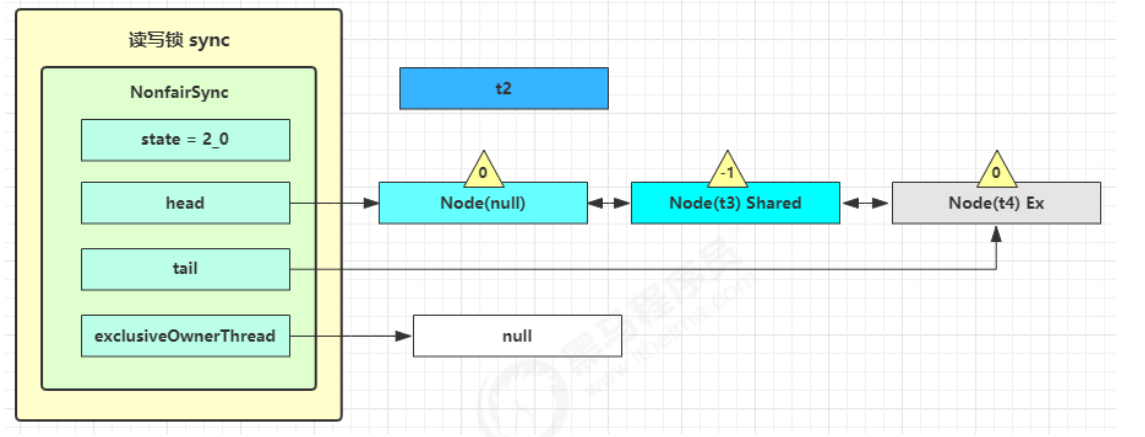 读写锁 sync
NonfairSync
state = 2_0
head
tail
exclusiveOwnerThread
t2
0
-1
0
Node(null)
Node(t3) Shared
Node(t4) Ex
null
黑马程序员
www.itheima.com